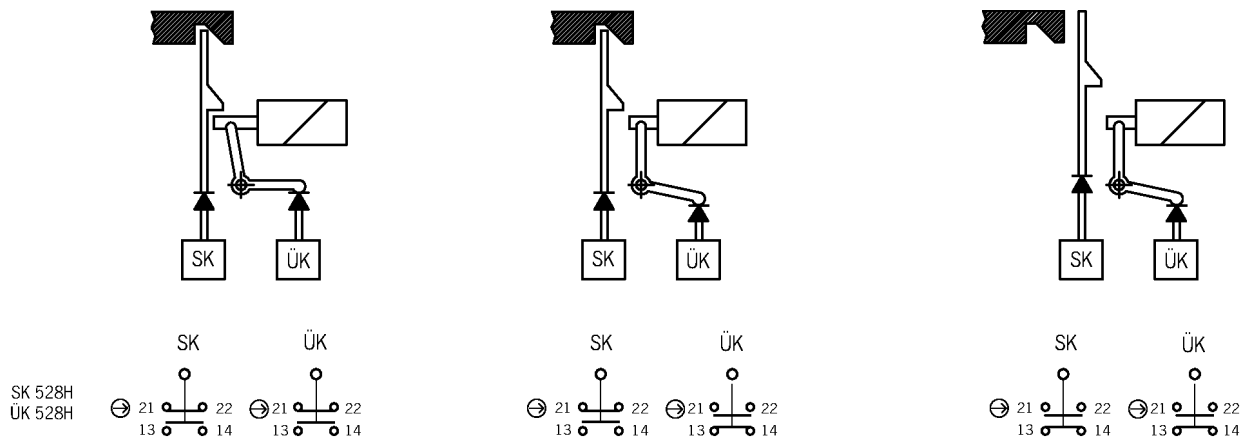 SK ÜK SK ÜK SK ÜK
SK ÜK SK ÜK SK ÜK
SK 528H
ÜK 528H
21 22 21 22 21 22 21 22 21 22 21 22
13 14 13 14 13 14 13 14 13 14 13 14